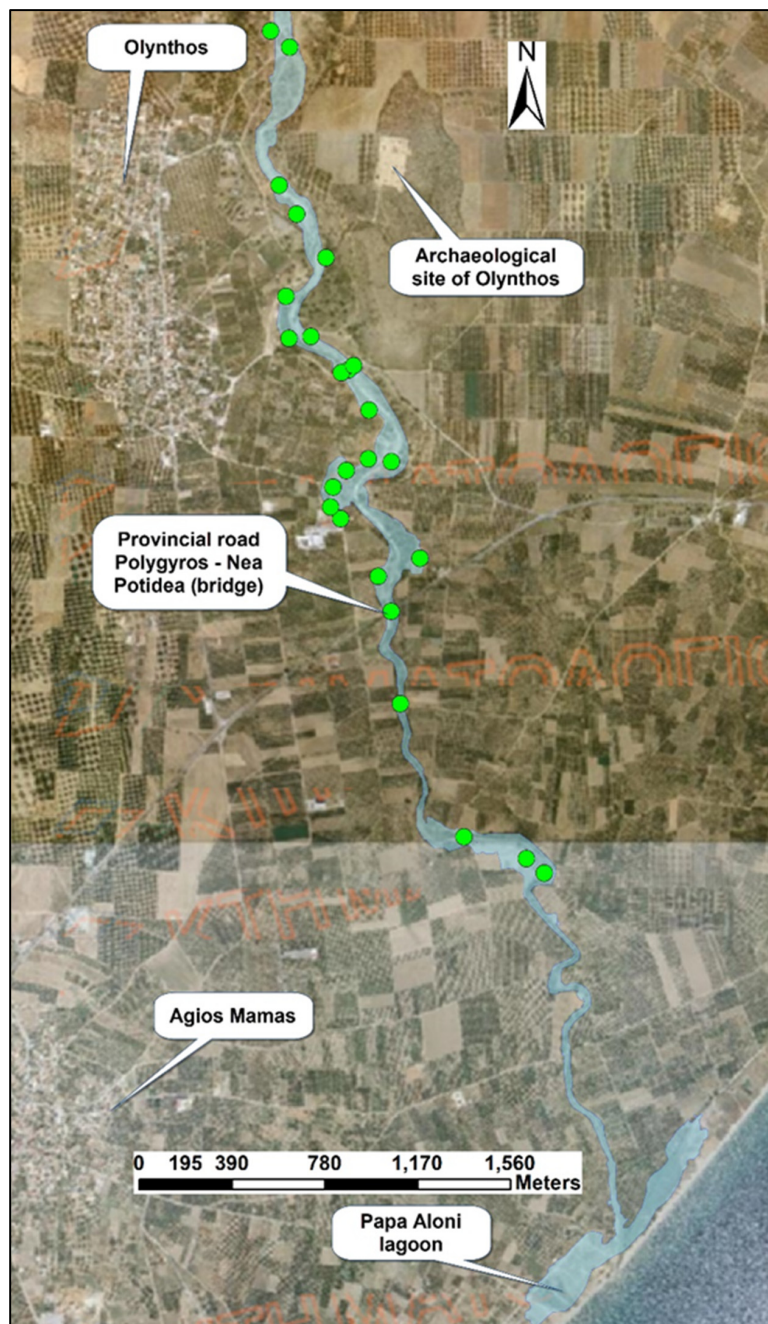 Olynthos
N
Archaeological
site of Olynthos
Provincial road
Polygyros - Nea
Potidea (bridge)
Agios Mamas
0 195 390 780 1,170 1,560
Meters
Papa Aloni
lagoon